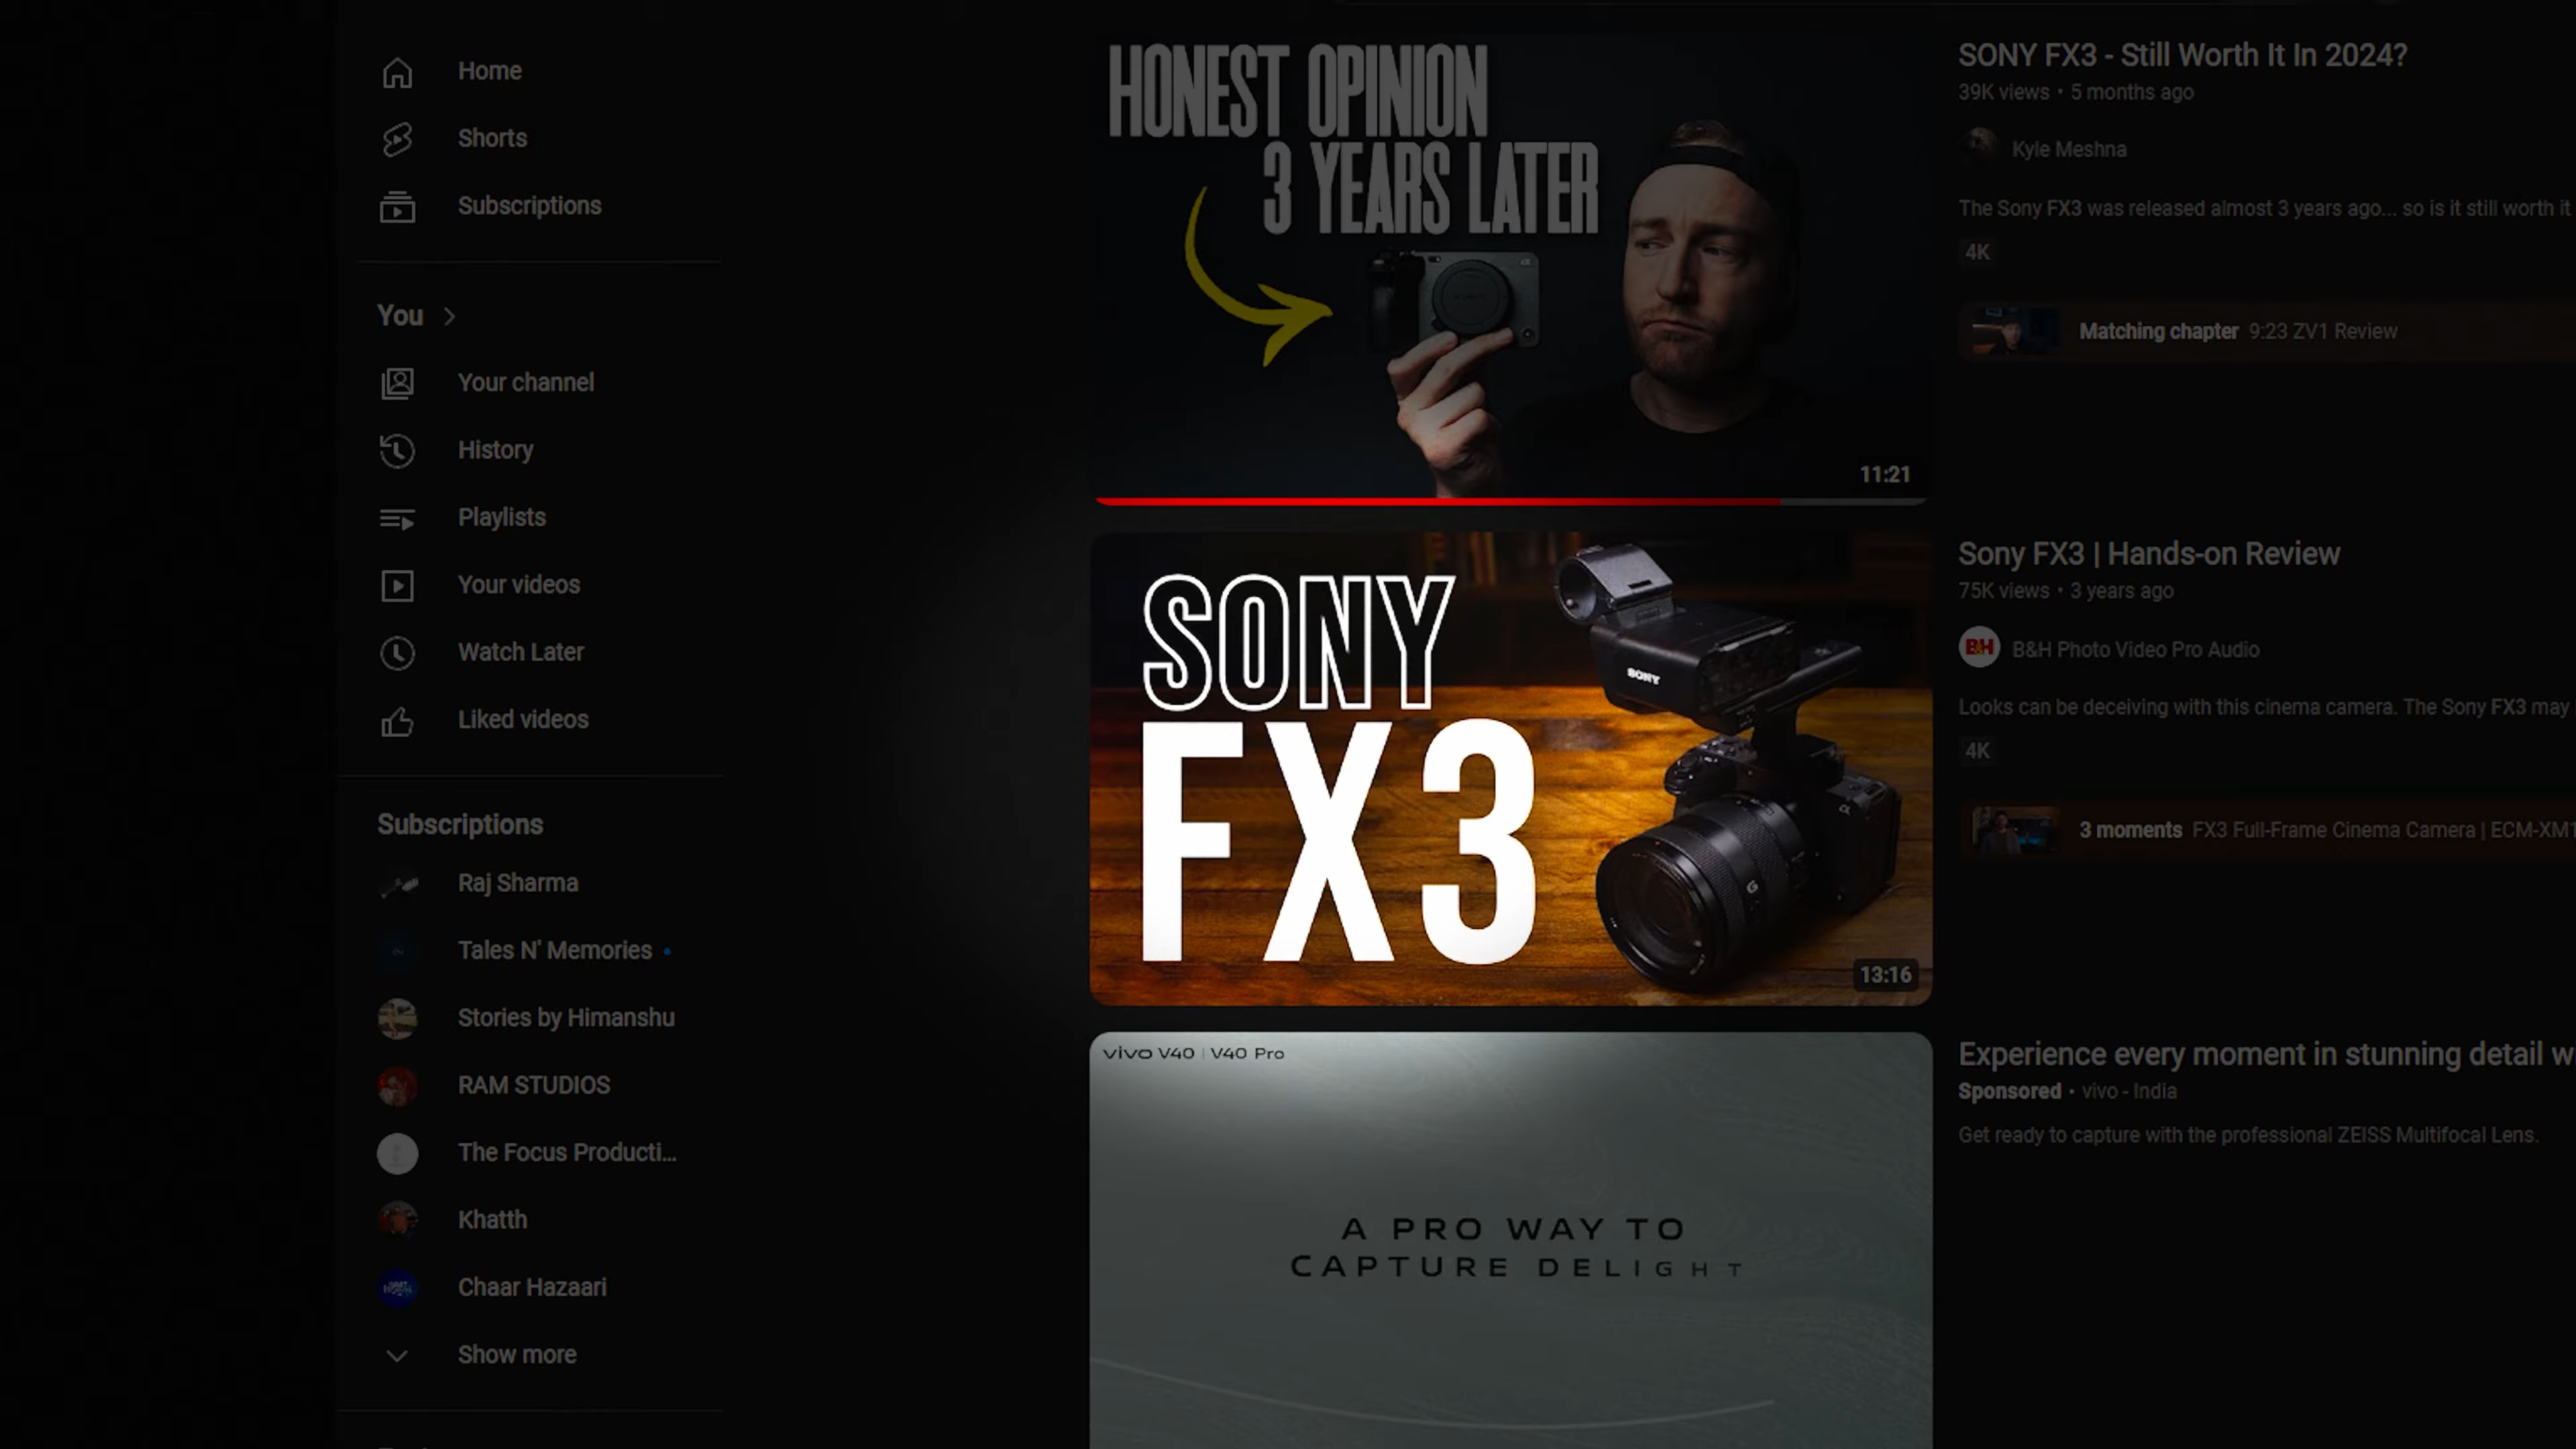 Home
Shorts
Subscriptions
You
Your channel
History
Playlists
Your videos
Watch Later
Liked videos
Subscriptions
Raj Sharma
Tales N' Memories
Stories by Himanshu
RAM STUDIOS
The Focus Producti...
Khatth
Chaar Hazaari
Show more
HONEST OPINION
3 YEARS LATER
11:21
SONY FX3 - Still Worth It In 2024?
39K views • 5 months ago
Kyle Meshna
The Sony FX3 was released almost 3 years ago... so is it still worth it
4K
Matching chapter 9:23 ZV1 Review
SONY
FX3
SONY
13:16
Sony FX3 | Hands-on Review
75K views • 3 years ago
B&H
B&H Photo Video Pro Audio
Looks can be deceiving with this cinema camera. The Sony FX3 may
4K
3 moments FX3 Full-Frame Cinema Camera | ECM-XM1
vivo V40 | V40 Pro
A PRO WAY TO
CAPTURE DELIGHT
Experience every moment in stunning detail w
Sponsored • vivo - India
Get ready to capture with the professional ZEISS Multifocal Lens.